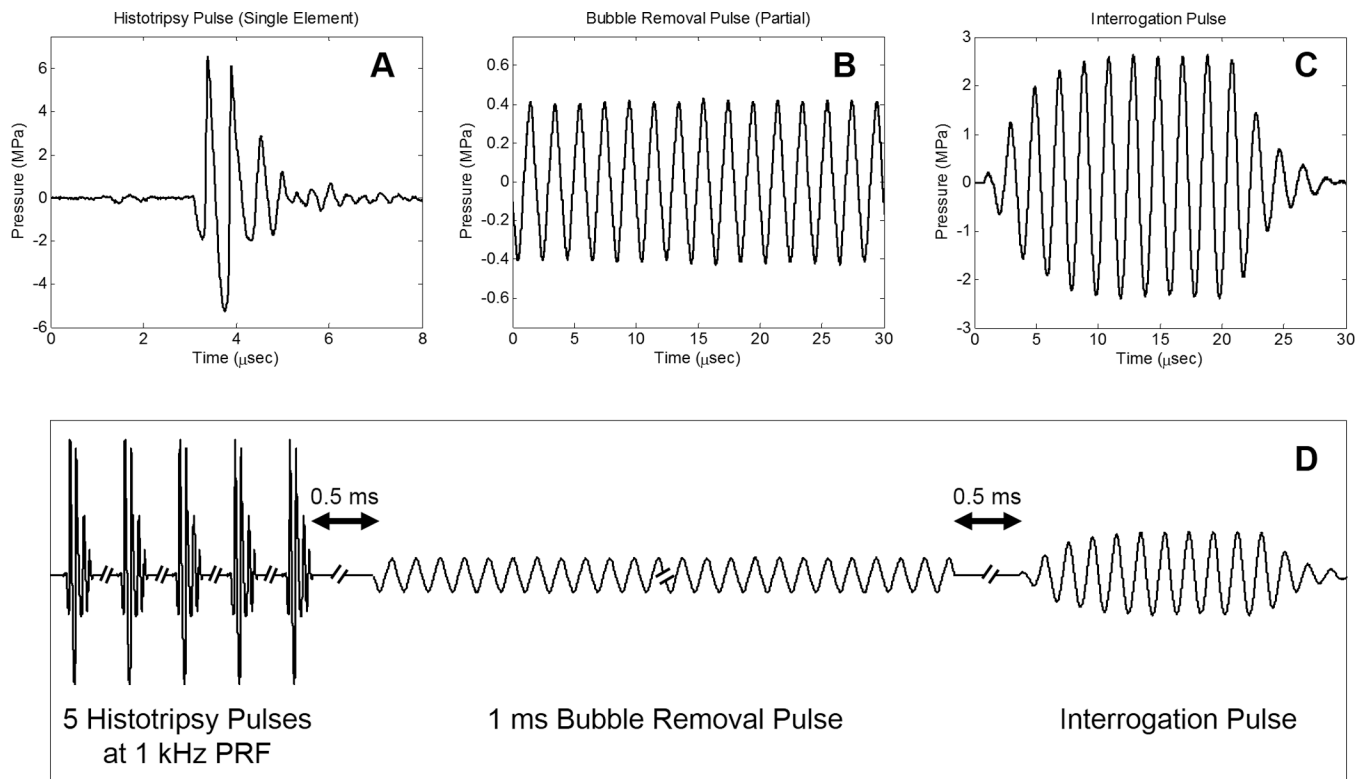 Histotripsy Pulse (Single Element)
A
6
4
2
0
-2
-4
-6
Pressure (MPa)
0 2 4 6 8
Time (μsec)
Bubble Removal Pulse (Partial)
B
0.6
0.4
0.2
0
-0.2
-0.4
-0.6
Pressure (MPa)
0 5 10 15 20 25 30
Time (μsec)
Interrogation Pulse
C
3
2
1
0
-1
-2
-3
Pressure (MPa)
0 5 10 15 20 25 30
Time (μsec)
D
0.5 ms
0.5 ms
5 Histotripsy Pulses
at 1 kHz PRF
1 ms Bubble Removal Pulse
Interrogation Pulse